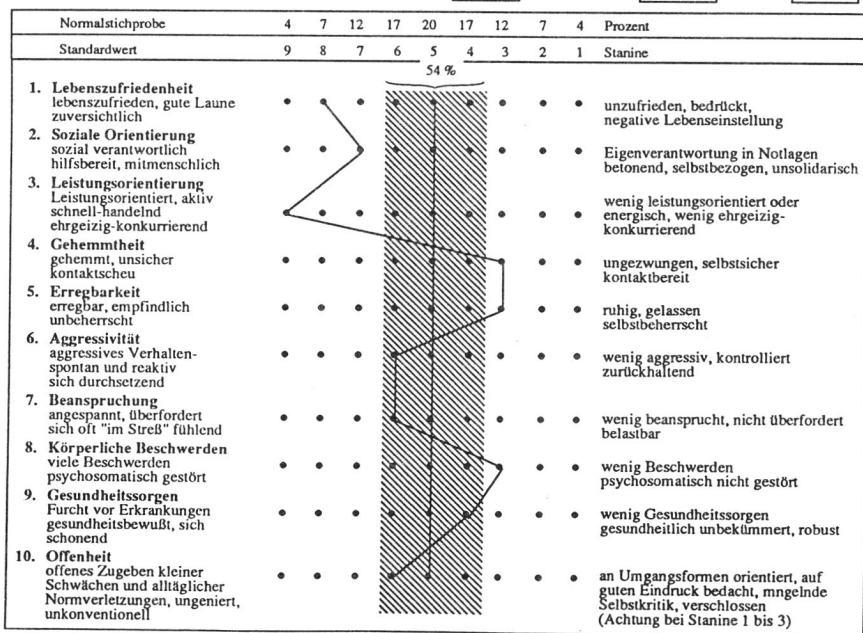 Normalstichprobe 4 7 12 17 20 17 12 7 4 Prozent
Standardwert 9 8 7 6 5 4 3 2 1 Stanine
54 %
1. Lebenszufriedenheit
lebenszufrieden, gute Laune
zuversichtlich
unzufrieden, bedrückt,
negative Lebenseinstellung
2. Soziale Orientierung
sozial verantwortlich
hilfsbereit, mitmenschlich
Eigenverantwortung in Notlagen
betonend, selbstbezogen, unsolidarisch
3. Leistungsorientierung
Leistungsorientiert, aktiv
schnell-handelnd
ehrgeizig-konkurrierend
wenig leistungsorientiert oder
energisch, wenig ehrgeizig-
konkurrierend
4. Gehemmtheit
gehemmt, unsicher
kontaktscheu
ungezwungen, selbstsicher
kontaktbereit
5. Erregbarkeit
erregbar, empfindlich
unbeherrscht
ruhig, gelassen
selbstbeherrscht
6. Aggressivität
aggressives Verhalten-
spontan und reaktiv
sich durchsetzend
wenig aggressiv, kontrolliert
zurückhaltend
7. Beanspruchung
angespannt, überfordert
sich oft "im Streß" fühlend
wenig beansprucht, nicht überfordert
belastbar
8. Körperliche Beschwerden
viele Beschwerden
psychosomatisch gestört
wenig Beschwerden
psychosomatisch nicht gestört
9. Gesundheitssorgen
Furcht vor Erkrankungen
gesundheitsbewußt, sich
schonend
wenig Gesundheitssorgen
gesundheitlich unbekümmert, robust
10. Offenheit
offenes Zugeben kleiner
Schwächen und alltäglicher
Normverletzungen, ungeniert,
unkonventionell
an Umgangsformen orientiert, auf
guten Eindruck bedacht, mngelnde
Selbstkritik, verschlossen
(Achtung bei Stanine 1 bis 3)